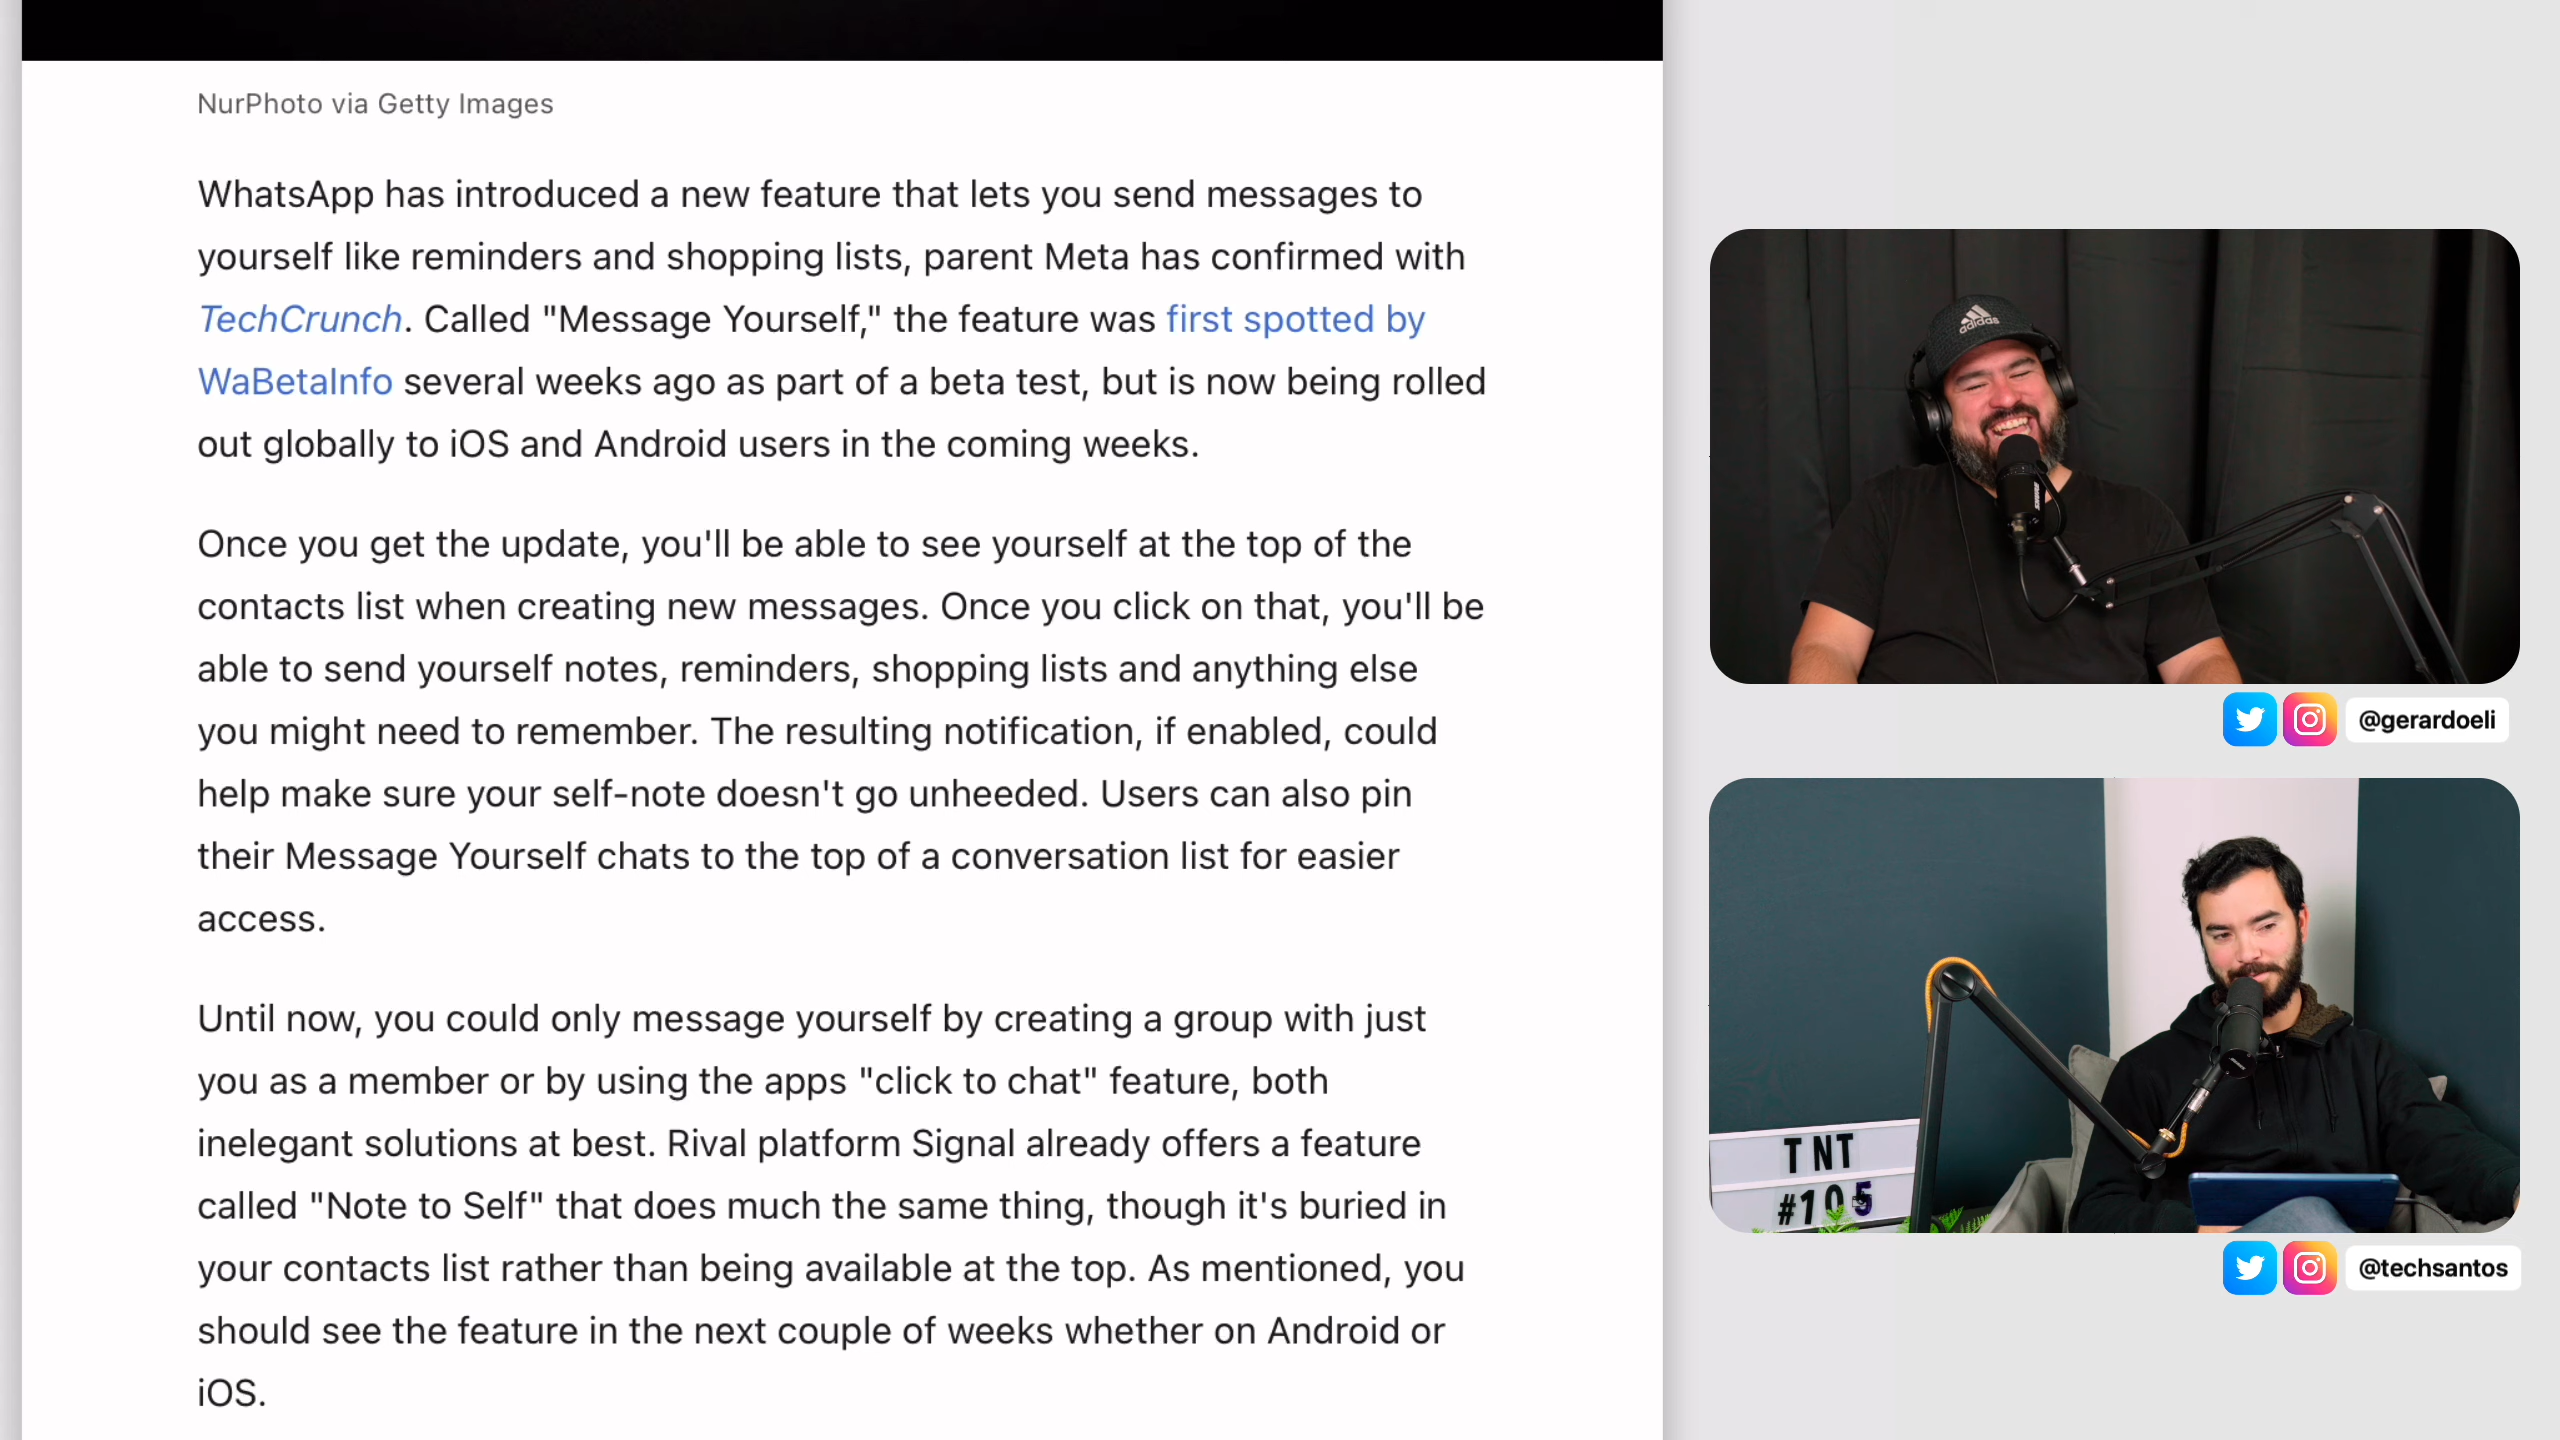 NurPhoto via Getty Images
WhatsApp has introduced a new feature that lets you send messages to
yourself like reminders and shopping lists, parent Meta has confirmed with
TechCrunch. Called "Message Yourself," the feature was first spotted by
WaBetaInfo several weeks ago as part of a beta test, but is now being rolled
out globally to iOS and Android users in the coming weeks.
Once you get the update, you'll be able to see yourself at the top of the
contacts list when creating new messages. Once you click on that, you'll be
able to send yourself notes, reminders, shopping lists and anything else
you might need to remember. The resulting notification, if enabled, could
help make sure your self-note doesn't go unheeded. Users can also pin
their Message Yourself chats to the top of a conversation list for easier
access.
Until now, you could only message yourself by creating a group with just
you as a member or by using the apps "click to chat" feature, both
inelegant solutions at best. Rival platform Signal already offers a feature
called "Note to Self" that does much the same thing, though it's buried in
your contacts list rather than being available at the top. As mentioned, you
should see the feature in the next couple of weeks whether on Android or
iOS.
adidas
@gerardoeli
TNT
#105
@techsantos